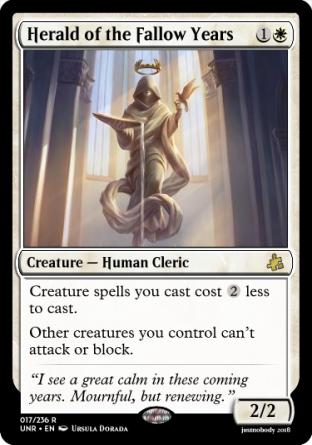 Herald of the Fallow Years 1
Creature — Human Cleric
Creature spells you cast cost 2 less
to cast.
Other creatures you control can't
attack or block.
“I see a great calm in these coming
years. Mournful, but renewing.”
2/2
017/236 R
UNR • EN Ursula Dorada
justnobody 2018